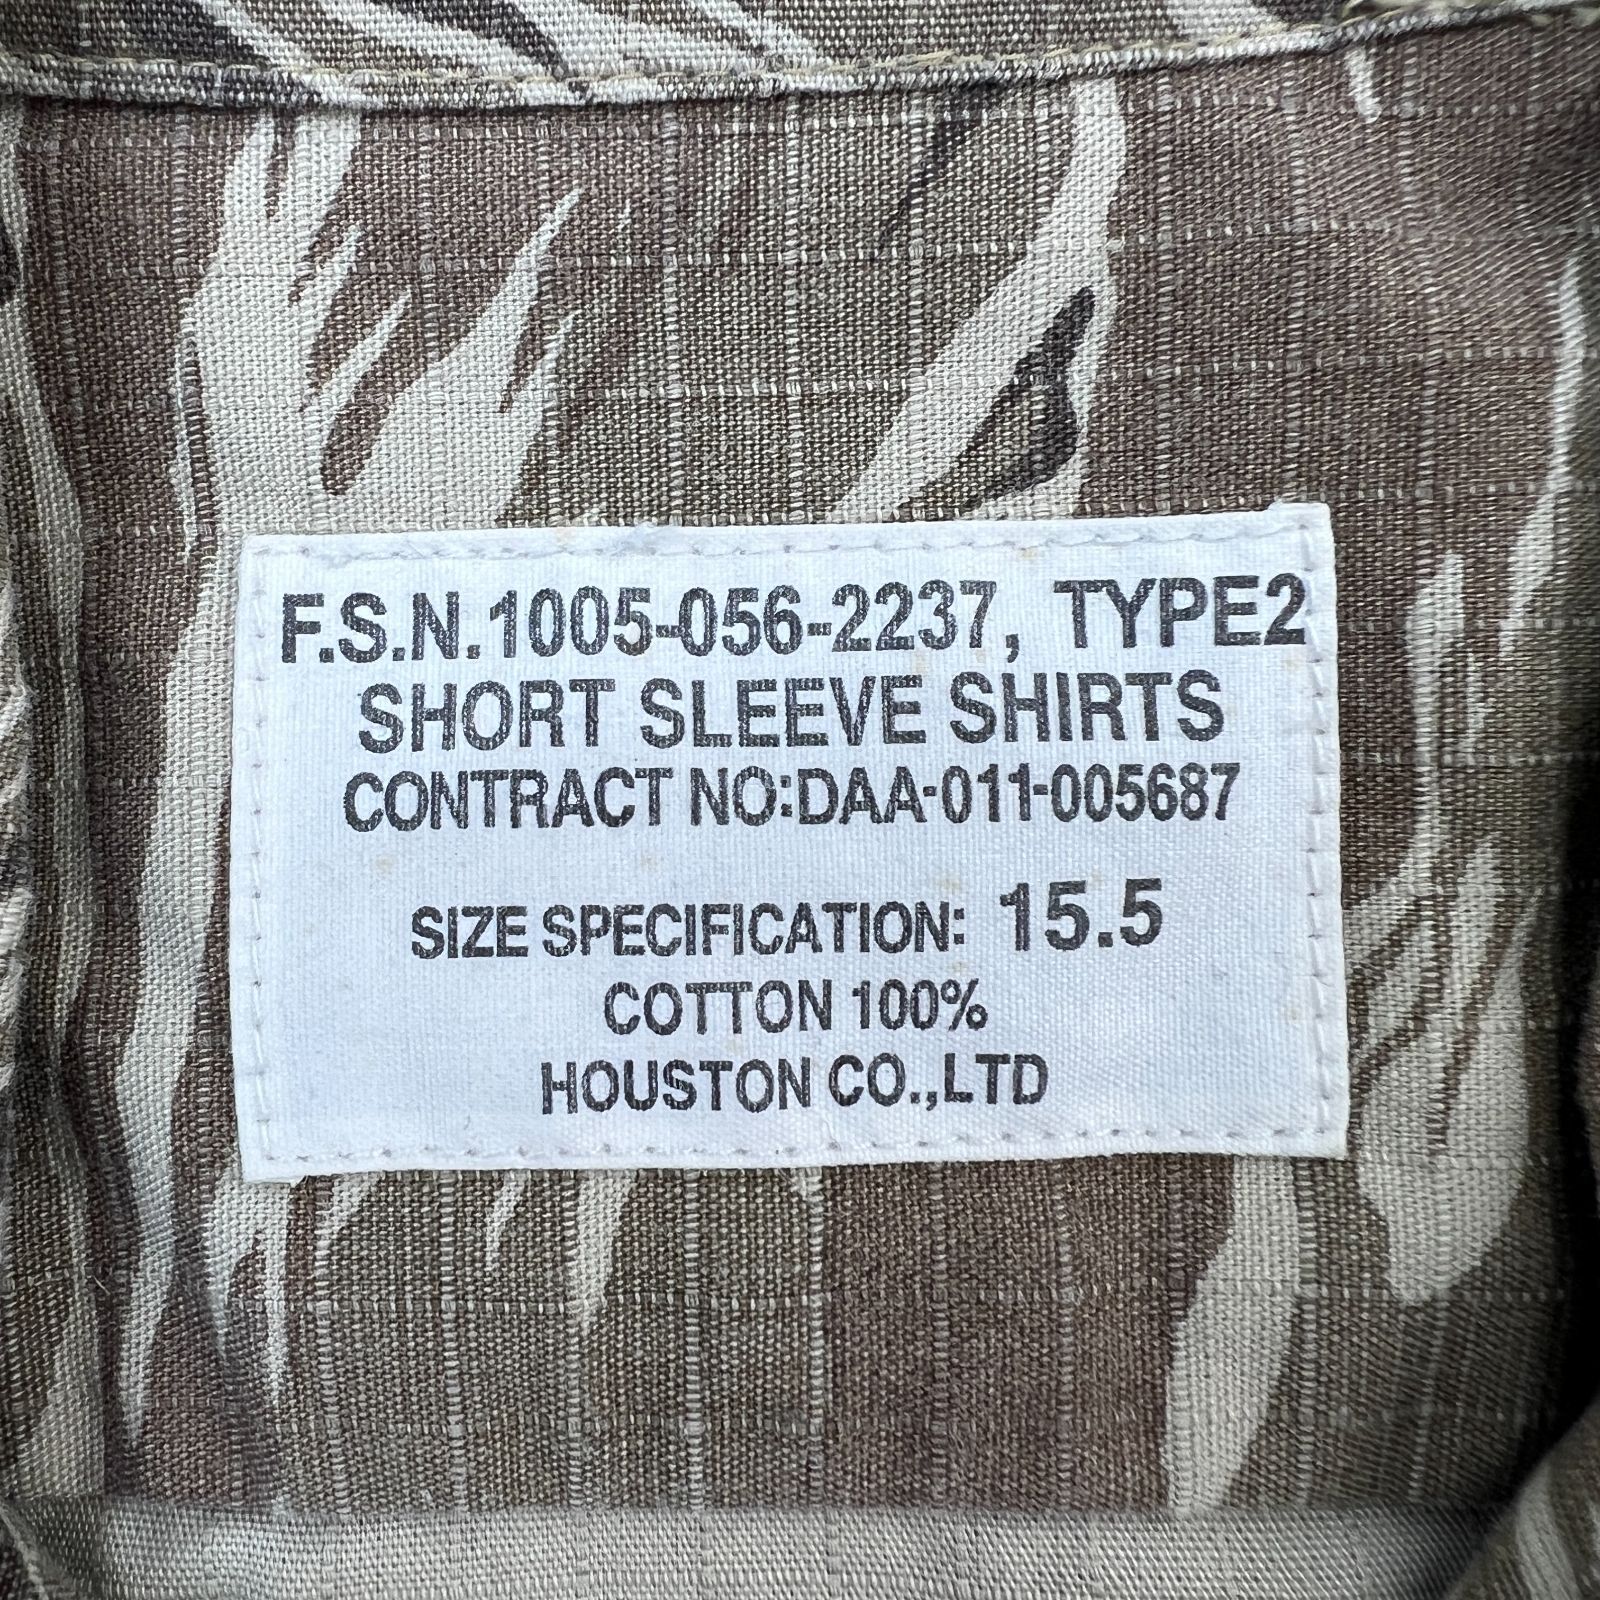 F.S.N.1005-056-2237, TYPE2
SHORT SLEEVE SHIRTS
CONTRACT NO:DAA-011-005687
SIZE SPECIFICATION: 15.5
COTTON 100%
HOUSTON CO.,LTD